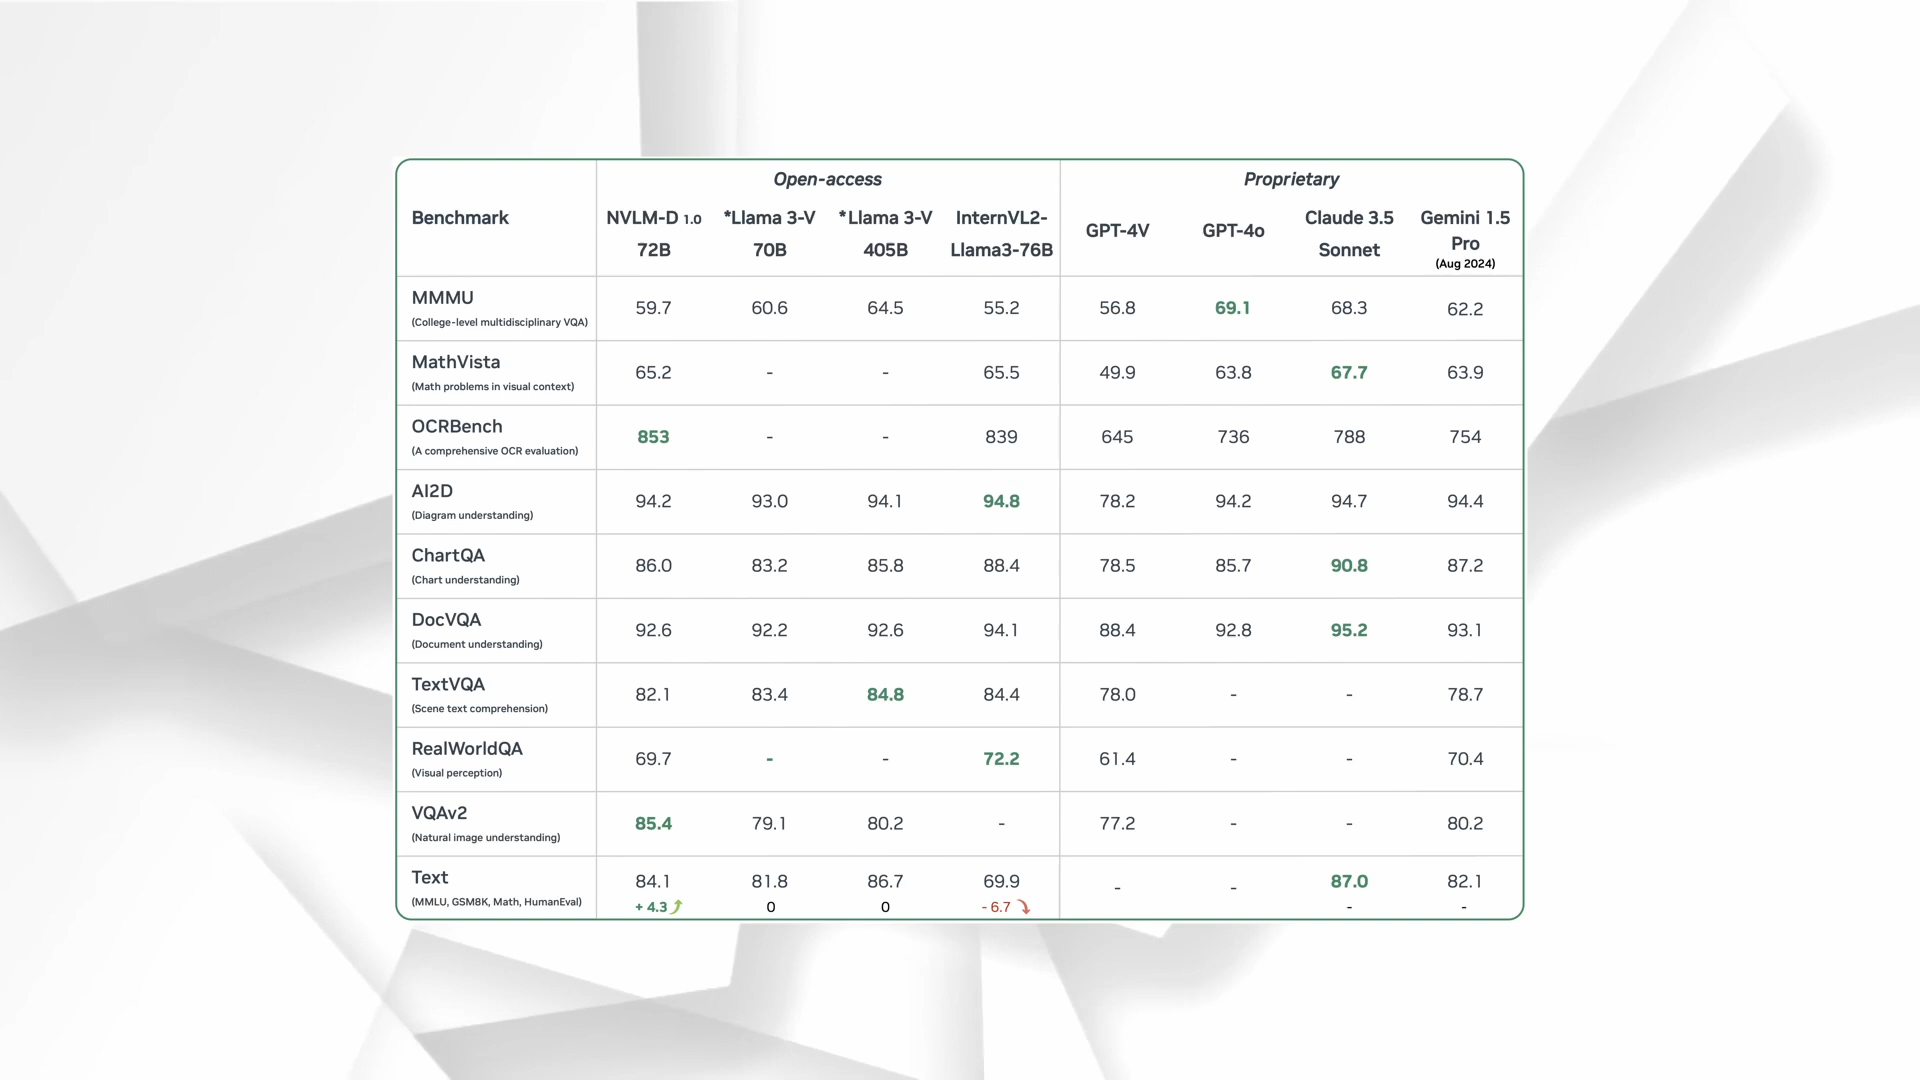 Open-access Proprietary
Benchmark NVLM-D 1.0 72B *Llama 3-V 70B *Llama 3-V 405B InternVL2-Llama3-76B GPT-4V GPT-4o Claude 3.5 Sonnet Gemini 1.5 Pro (Aug 2024)
MMMU 59.7 60.6 64.5 55.2 56.8 69.1 68.3 62.2
(College-level multidisciplinary VQA)
MathVista 65.2 - - 65.5 49.9 63.8 67.7 63.9
(Math problems in visual context)
OCRBench 853 - - 839 645 736 788 754
(A comprehensive OCR evaluation)
AI2D 94.2 93.0 94.1 94.8 78.2 94.2 94.7 94.4
(Diagram understanding)
ChartQA 86.0 83.2 85.8 88.4 78.5 85.7 90.8 87.2
(Chart understanding)
DocVQA 92.6 92.2 92.6 94.1 88.4 92.8 95.2 93.1
(Document understanding)
TextVQA 82.1 83.4 84.8 84.4 78.0 - - 78.7
(Scene text comprehension)
RealWorldQA 69.7 - - 72.2 61.4 - - 70.4
(Visual perception)
VQAv2 85.4 79.1 80.2 - 77.2 - - 80.2
(Natural image understanding)
Text 84.1 81.8 86.7 69.9 - - 87.0 82.1
(MMLU, GSM8K, Math, HumanEval) + 4.3 0 0 - 6.7 - -